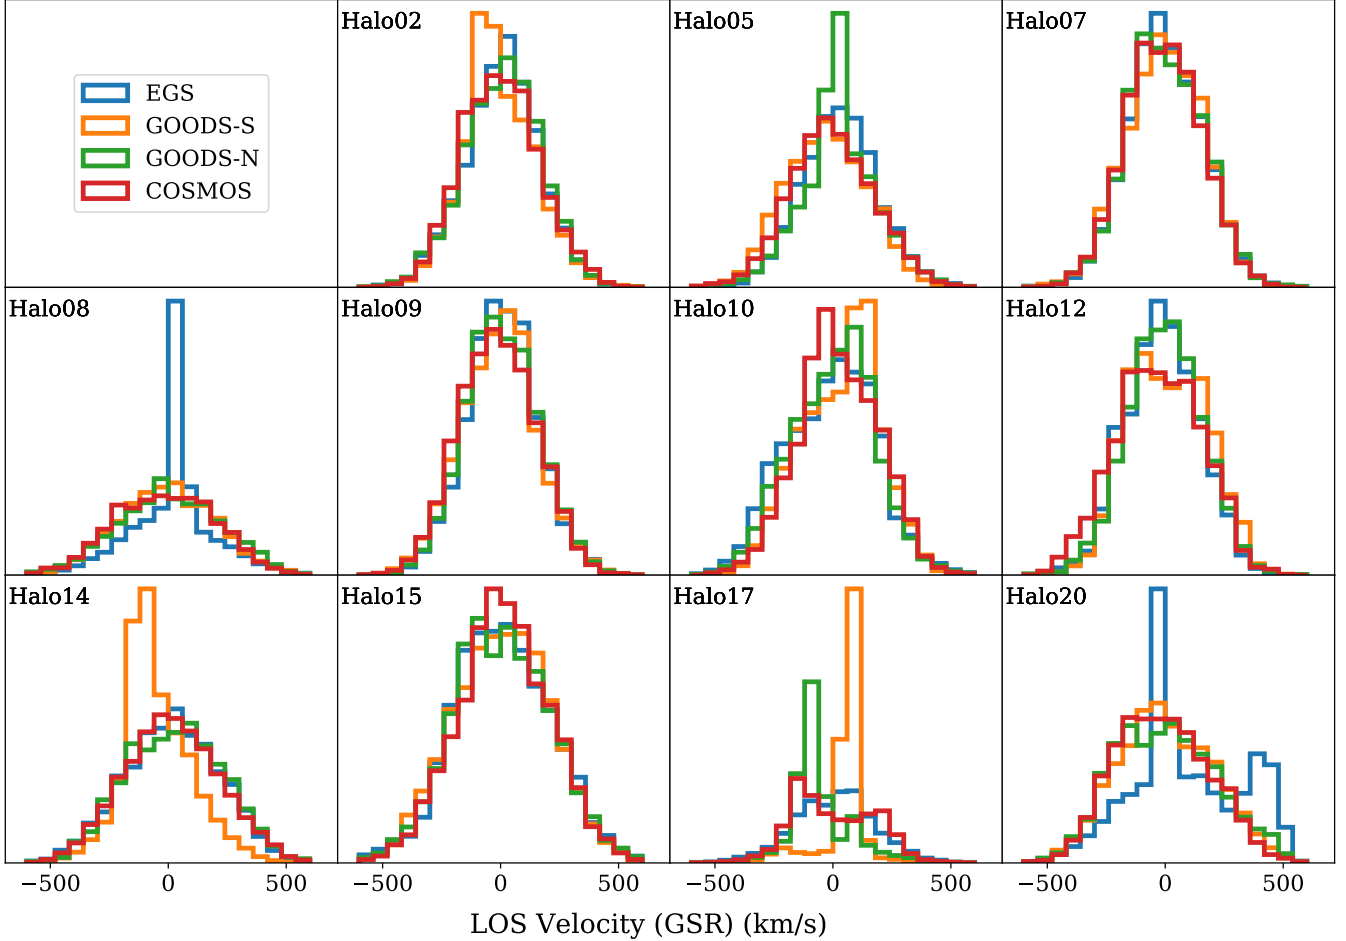 Halo02
Halo05
Halo07
EGS
GOODS-S
GOODS-N
COSMOS
Halo08
Halo09
Halo10
Halo12
Halo14
Halo15
Halo17
Halo20
−500 0 500 −500 0 500 −500 0 500 −500 0 500
LOS Velocity (GSR) (km/s)